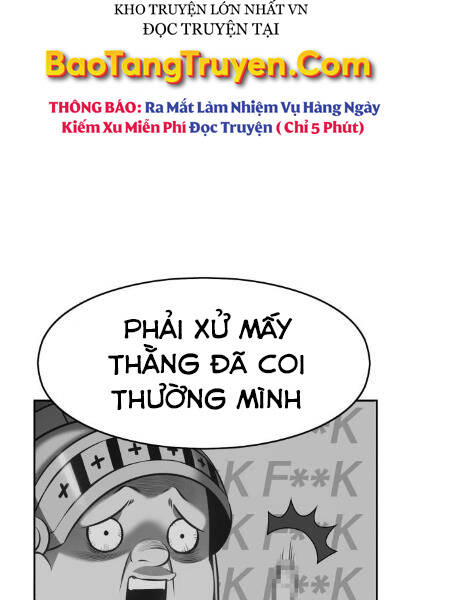 KHO TRUYỆN LỚN NHẤT VN
ĐỌC TRUYỆN TẠI
BaoTangTruyen.Com
THÔNG BÁO: Ra Mắt Làm Nhiệm Vụ Hàng Ngày
Kiếm Xu Miễn Phí Đọc Truyện ( Chỉ 5 Phút)
PHẢI XỬ MẤY
THẰNG ĐÃ COI
THƯỜNG MÌNH
K
K F**K
K
K F**K